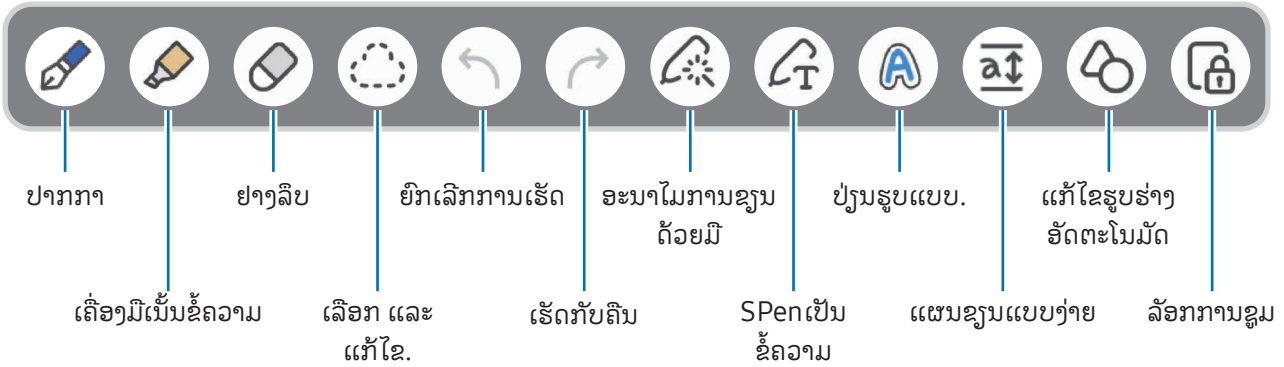 ປາກກາ
ຢາງລຶບ
ຍົກເລີກການເຮັດ
ອະນາໄມການຂຽນ
ດ້ວຍມື
ປ່ຽນຮູບແບບ.
ແກ້ໄຂຮູບຮ່າງ
ອັດຕະໂນມັດ
ເຄື່ອງມືເນັ້ນຂໍ້ຄວາມ
ເລືອກ ແລະ
ແກ້ໄຂ.
ເຮັດກັບຄືນ
SPenເປັນ
ຂໍ້ຄວາມ
ແຜນຂຽນແບບງ່າຍ
ລັອກການຊູມ